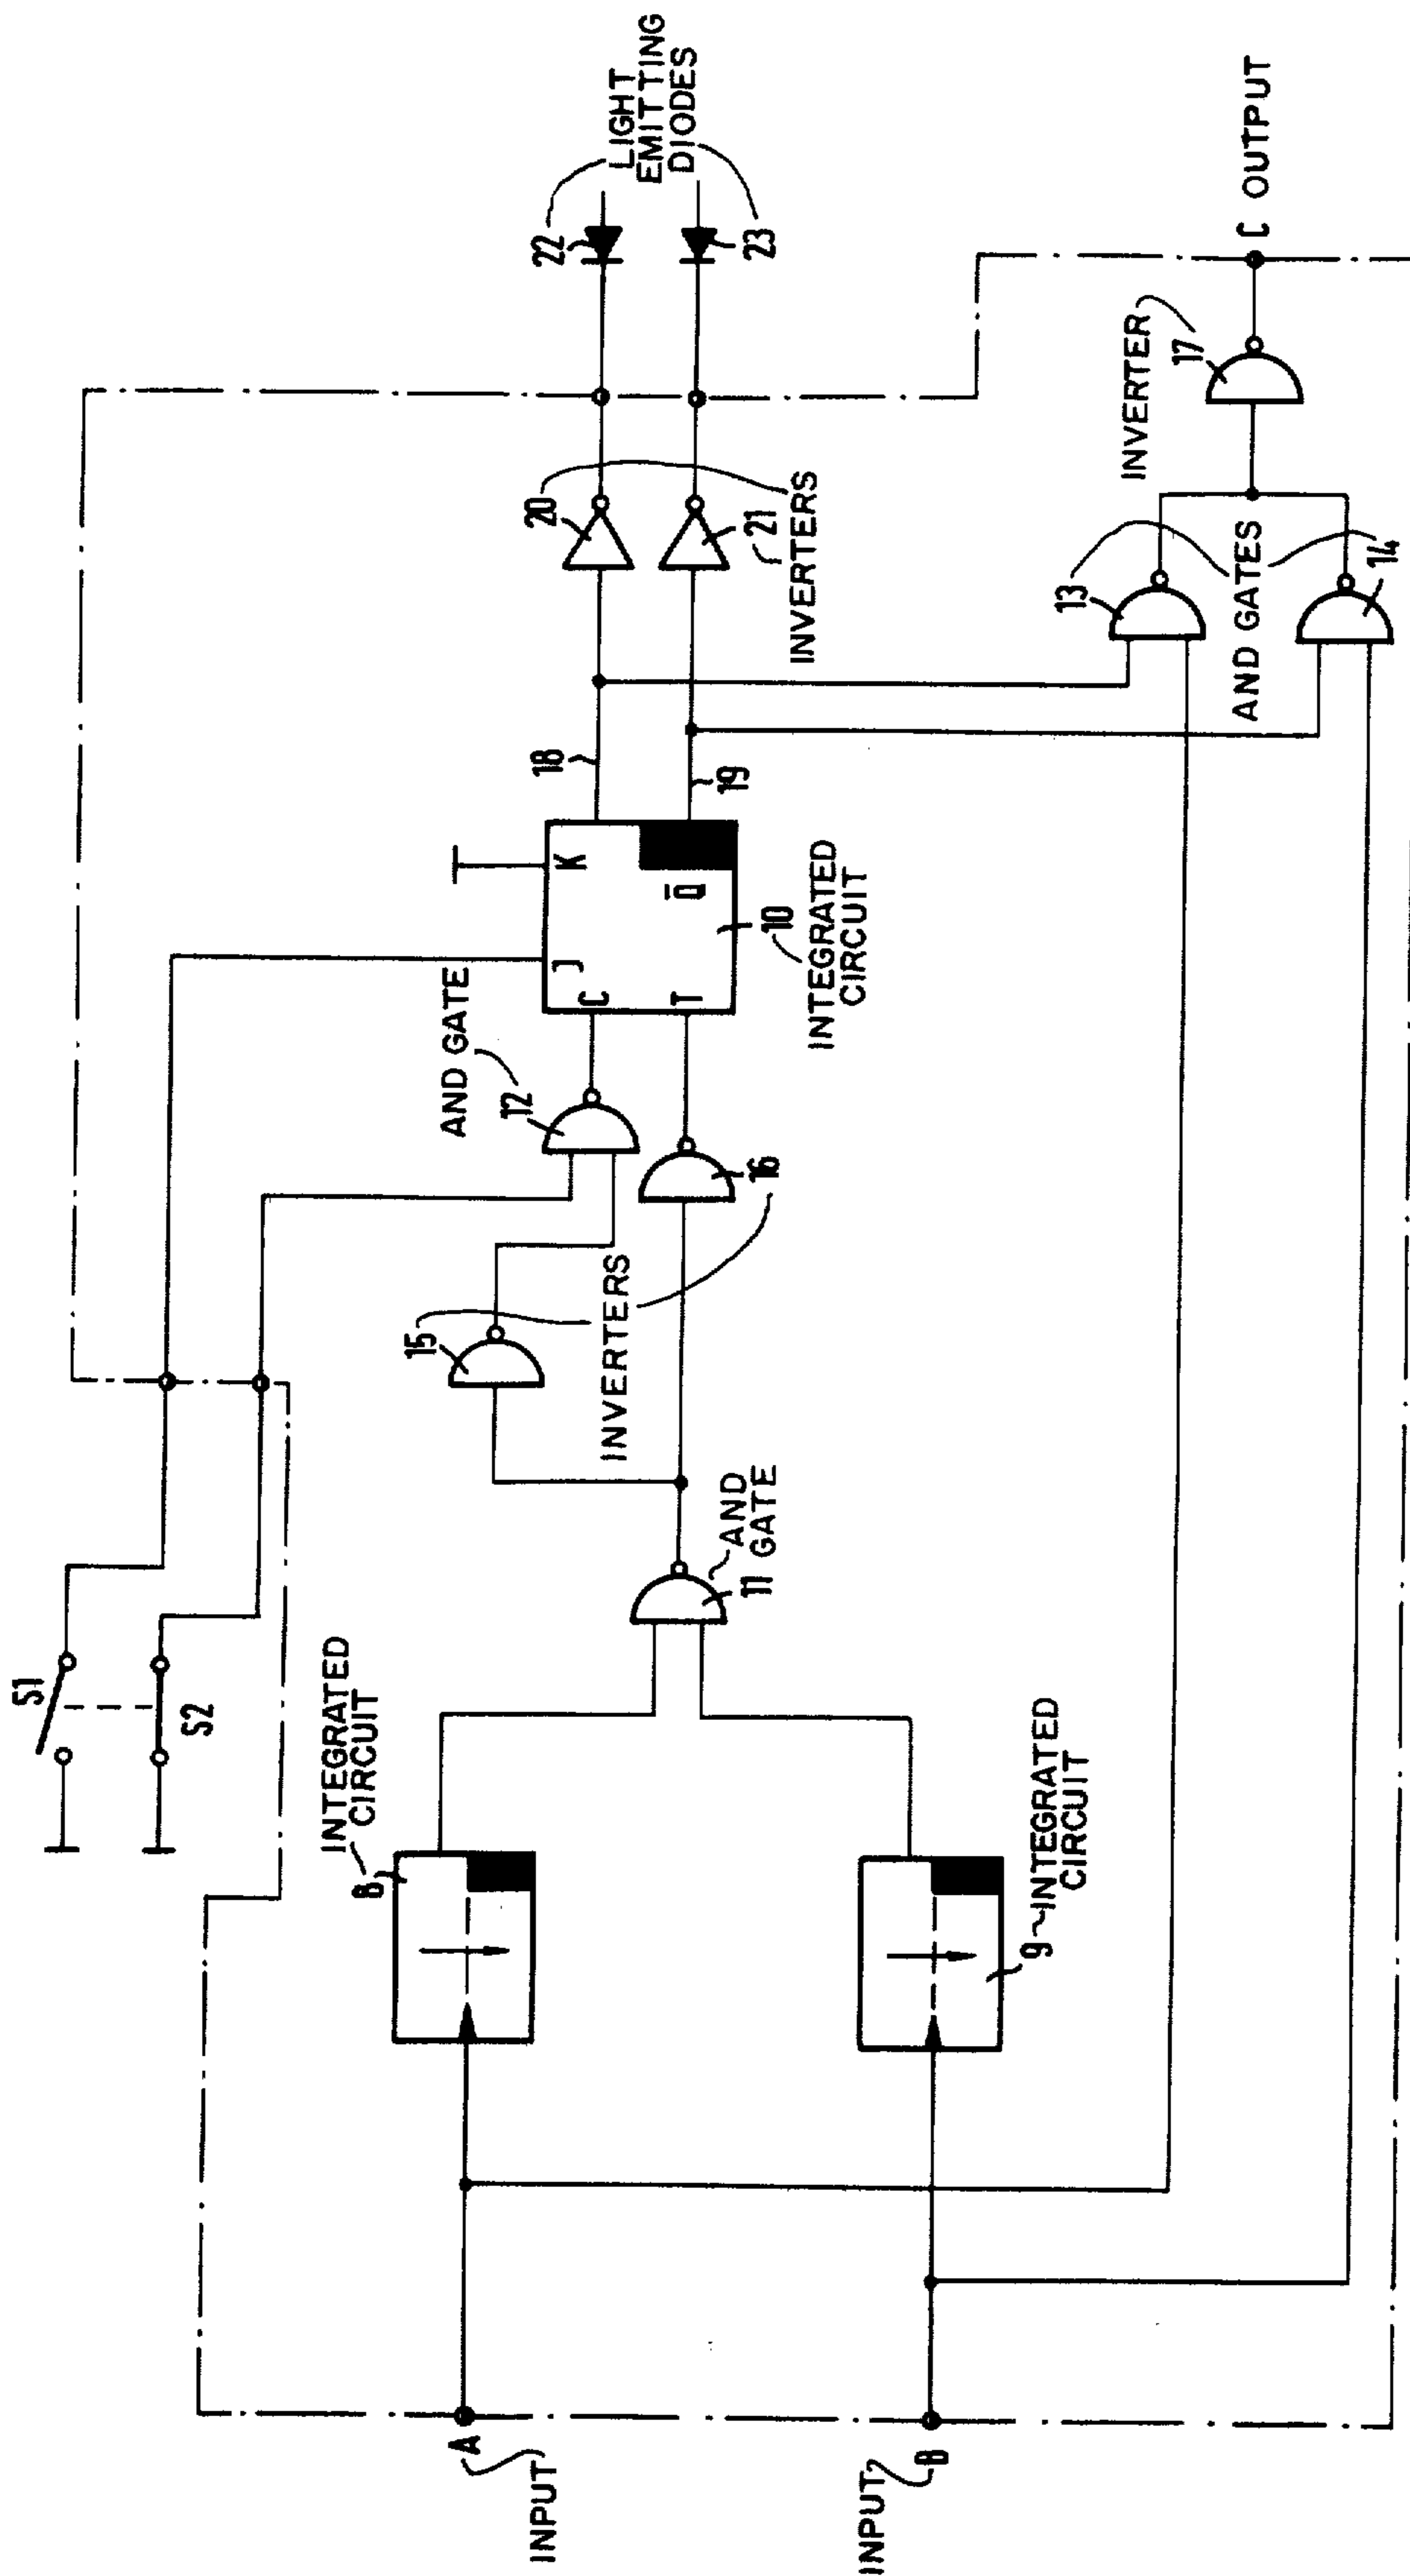 S1
S2
INTEGRATED
CIRCUIT
8
9
INTEGRATED
CIRCUIT
A
INPUT
B
INPUT
11
AND
GATE
15
INVERTERS
16
AND GATE
12
J
K
C
T
Q̅
10
INTEGRATED
CIRCUIT
18
19
20
21
INVERTERS
22
23
LIGHT
EMITTING
DIODES
13
AND GATES
14
INVERTER
17
C OUTPUT